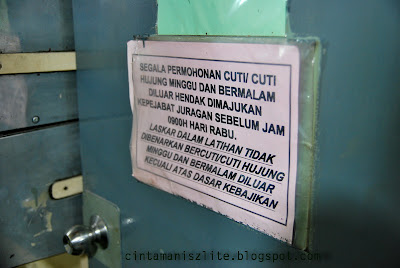 SEGALA PERMOHONAN CUTI/ CUTI
HUJUNG MINGGU DAN BERMALAM
DILUAR HENDAK DIMAJUKAN
KEPEJABAT JURAGAN SEBELUM JAM
0900H HARI RABU.
LASKAR DALAM LATIHAN TIDAK
DIBENARKAN BERCUTI/CUTI HUJUNG
MINGGU DAN BERMALAM DILUAR
KECUALI ATAS DASAR KEBAJIKAN
cintamaniszlite.blogspot.com